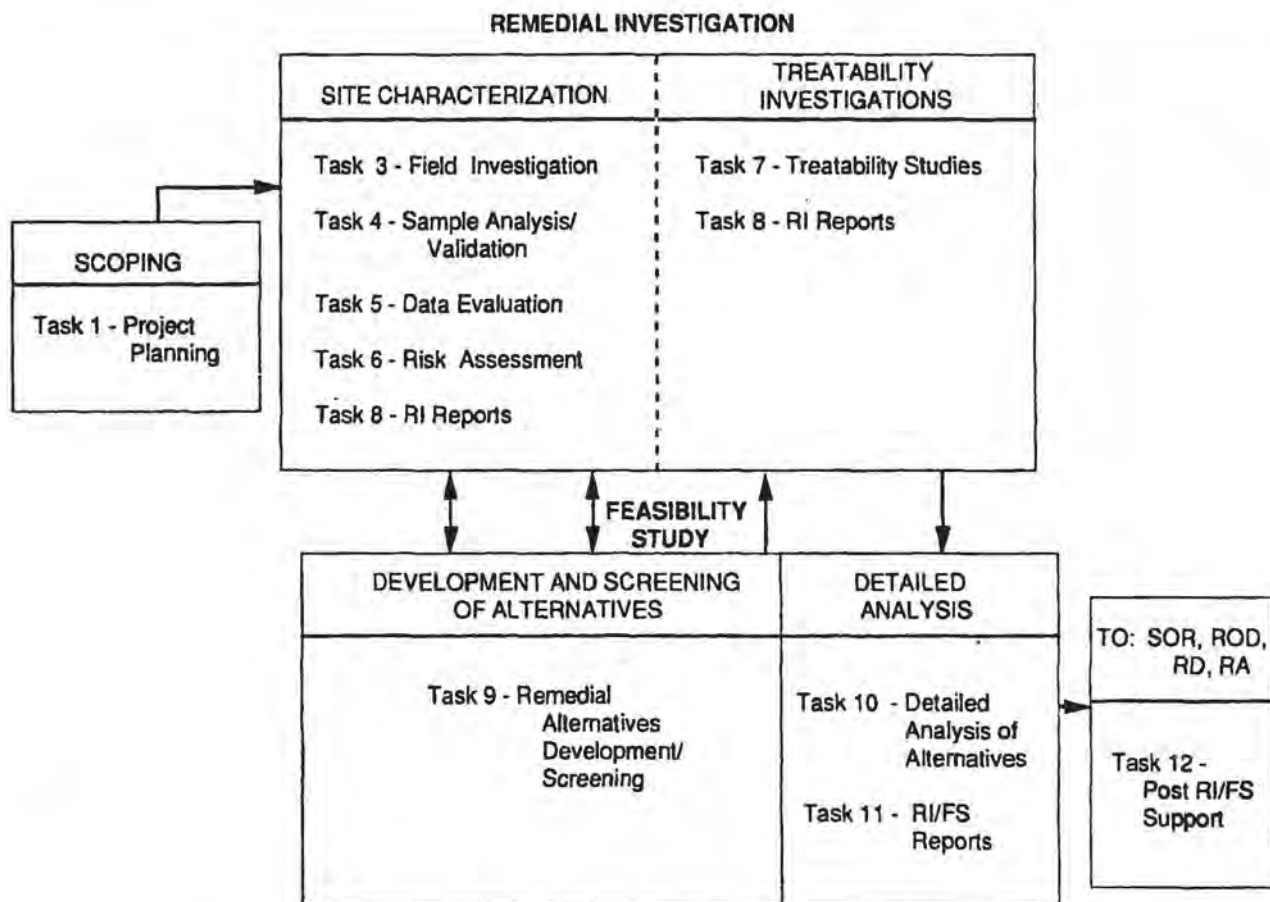 REMEDIAL INVESTIGATION
SITE CHARACTERIZATION
TREATABILITY
INVESTIGATIONS
Task 3 - Field Investigation
Task 4 - Sample Analysis/
Validation
Task 5 - Data Evaluation
Task 6 - Risk Assessment
Task 8 - RI Reports
Task 7 - Treatability Studies
Task 8 - RI Reports
SCOPING
Task 1 - Project
Planning
FEASIBILITY
STUDY
DEVELOPMENT AND SCREENING
OF ALTERNATIVES
Task 9 - Remedial
Alternatives
Development/
Screening
DETAILED
ANALYSIS
Task 10 - Detailed
Analysis of
Alternatives
Task 11 - RI/FS
Reports
TO: SOR, ROD,
RD, RA
Task 12 -
Post RI/FS
Support